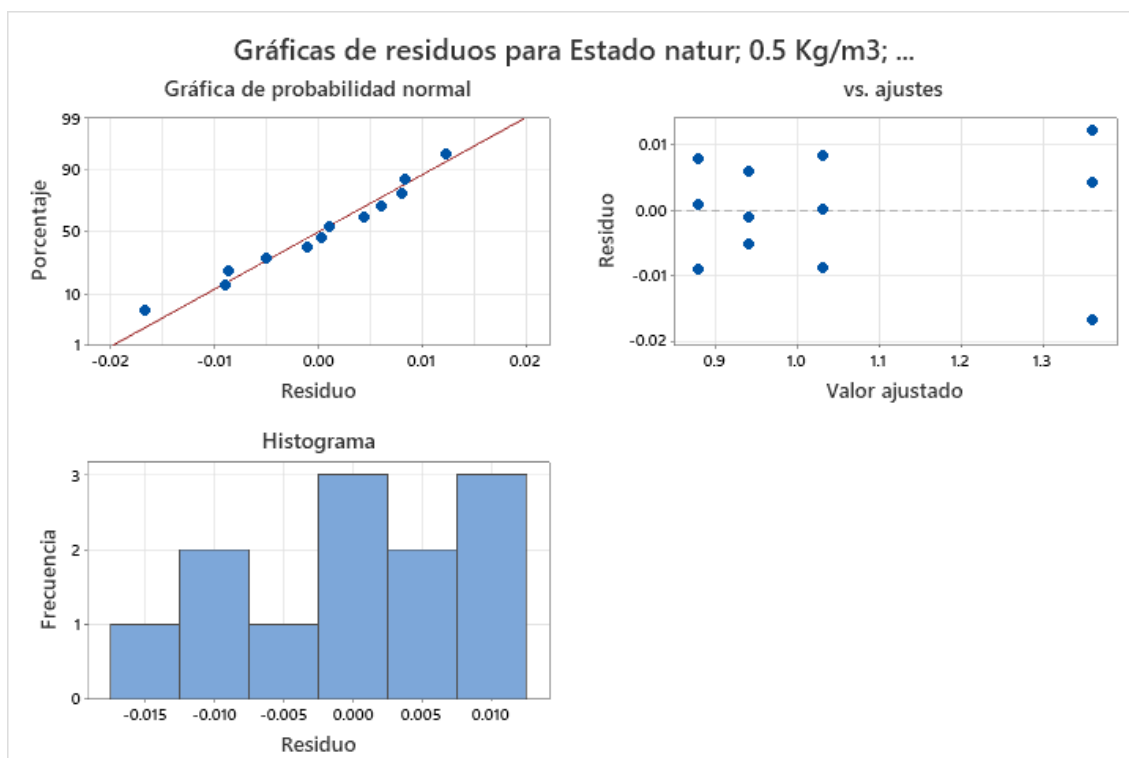 Gráficas de residuos para Estado natur; 0.5 Kg/m3; ...
Gráfica de probabilidad normal
99
90
50
10
1
Porcentaje
-0.02 -0.01 0.00 0.01 0.02
Residuo
vs. ajustes
0.01
0.00
-0.01
-0.02
Residuo
0.9 1.0 1.1 1.2 1.3
Valor ajustado
Histograma
3
2
1
0
Frecuencia
-0.015 -0.010 -0.005 0.000 0.005 0.010
Residuo